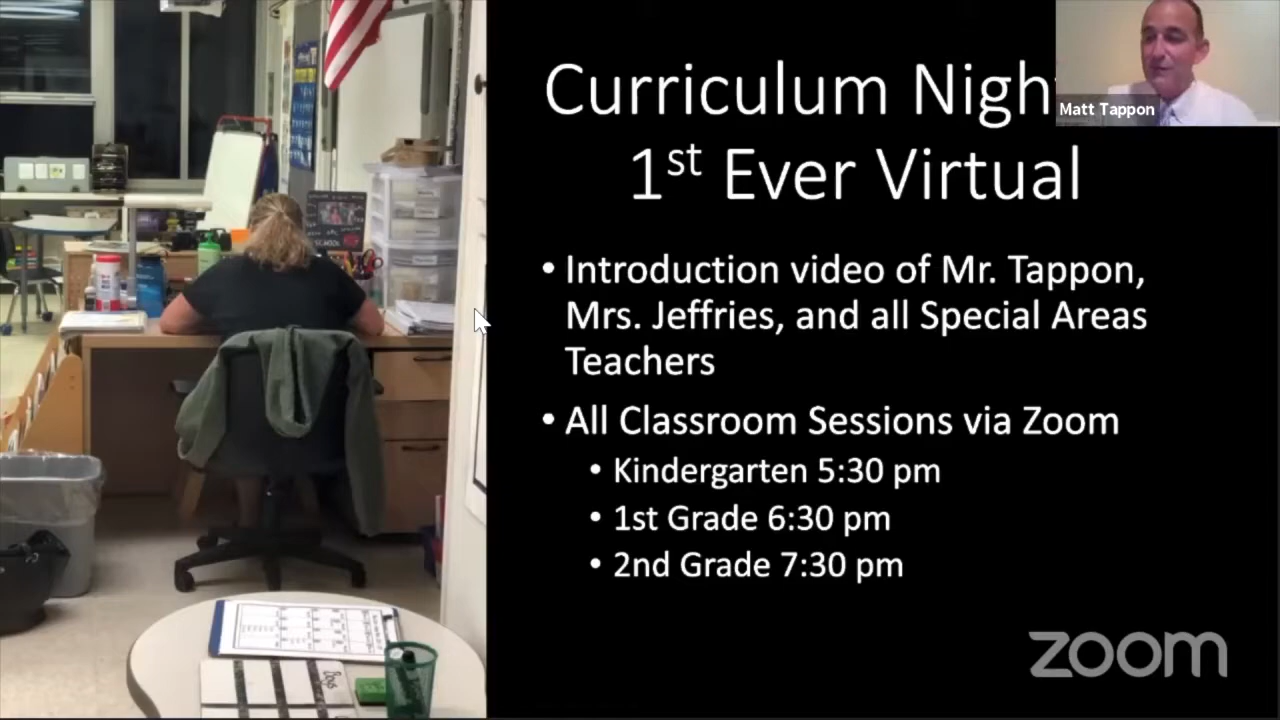 Curriculum Nigh
Matt Tappon
1st Ever Virtual
• Introduction video of Mr. Tappon,
Mrs. Jeffries, and all Special Areas
Teachers
• All Classroom Sessions via Zoom
• Kindergarten 5:30 pm
• 1st Grade 6:30 pm
• 2nd Grade 7:30 pm
zoom
SCHOOL
Boys